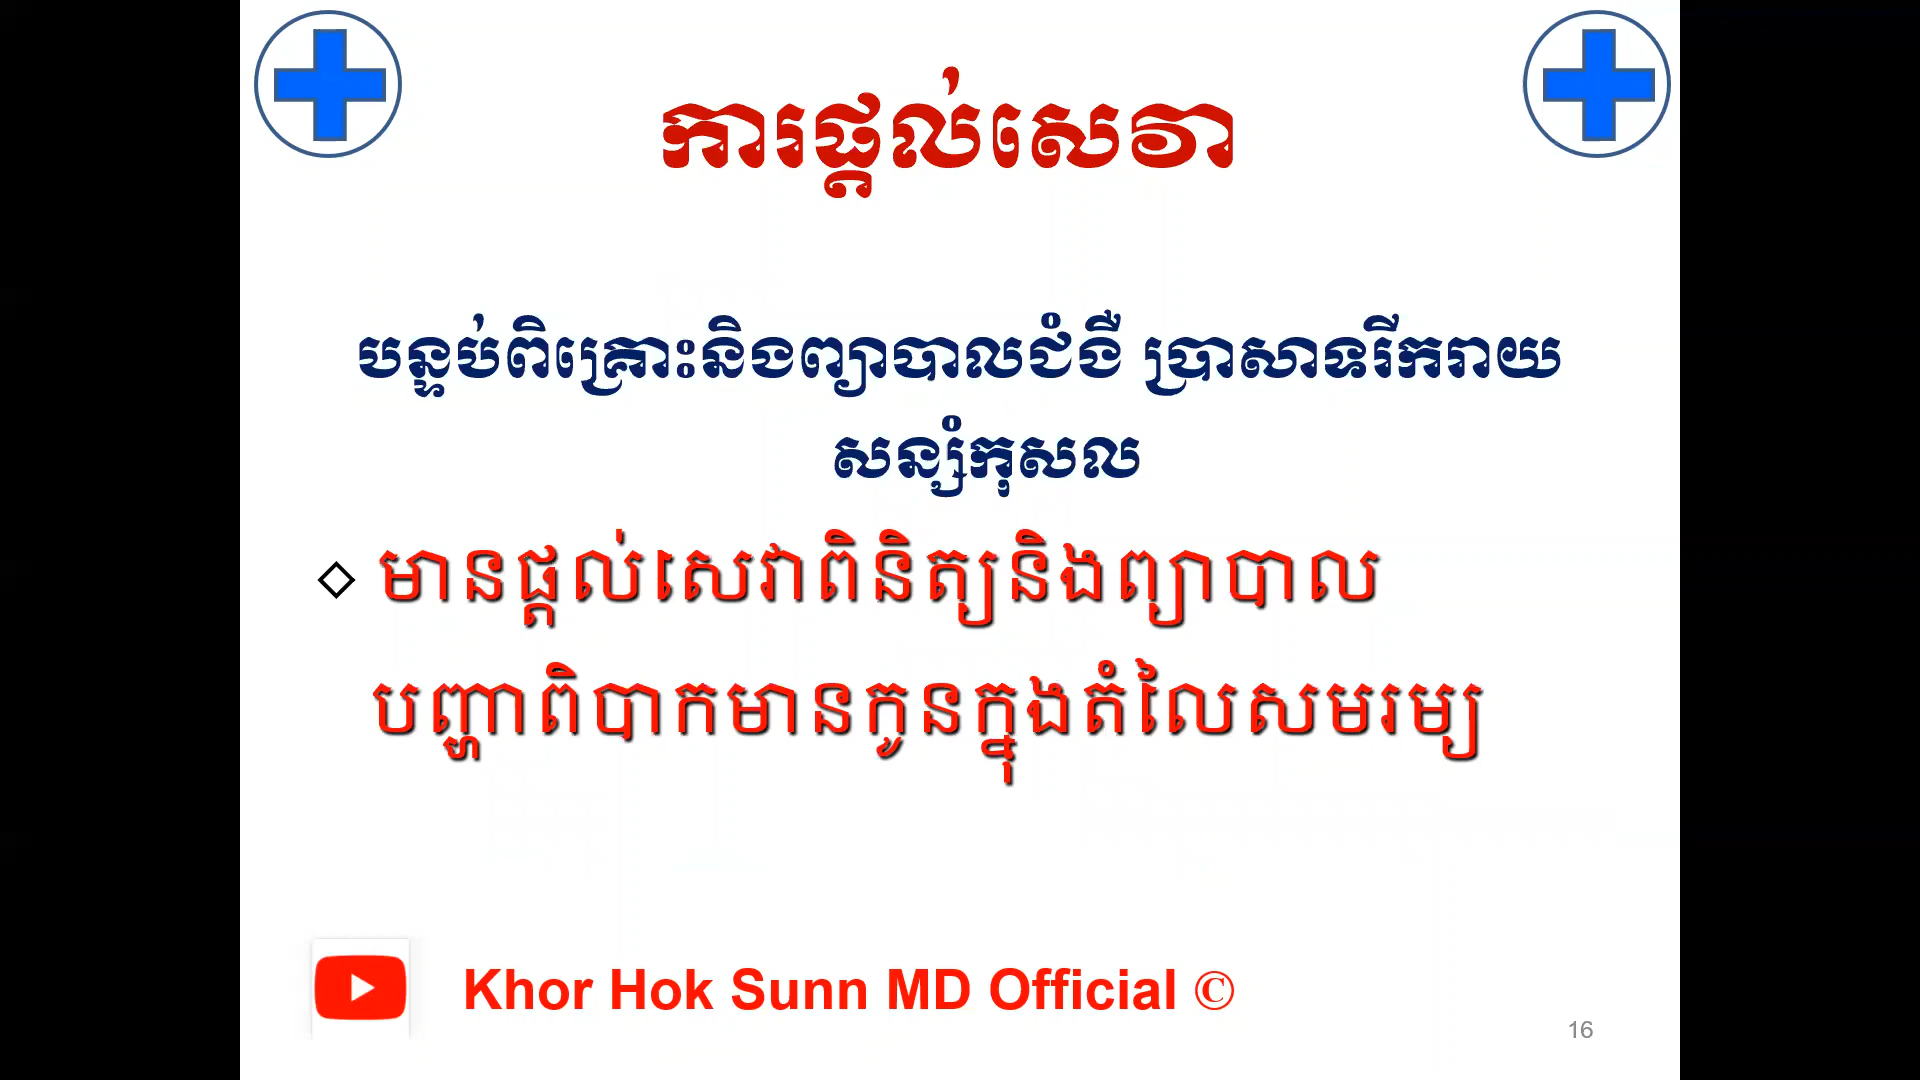 ការផ្តល់សេវា
បន្ទប់ពិគ្រោះនិងព្យាបាលជំងឺ ប្រាសាទរីករាយ
សន្សំកុសល
◇ មានផ្តល់សេវាពិនិត្យនិងព្យាបាល
បញ្ហាពិបាកមានកូនក្នុងតំលៃសមរម្យ
Khor Hok Sunn MD Official ©
16